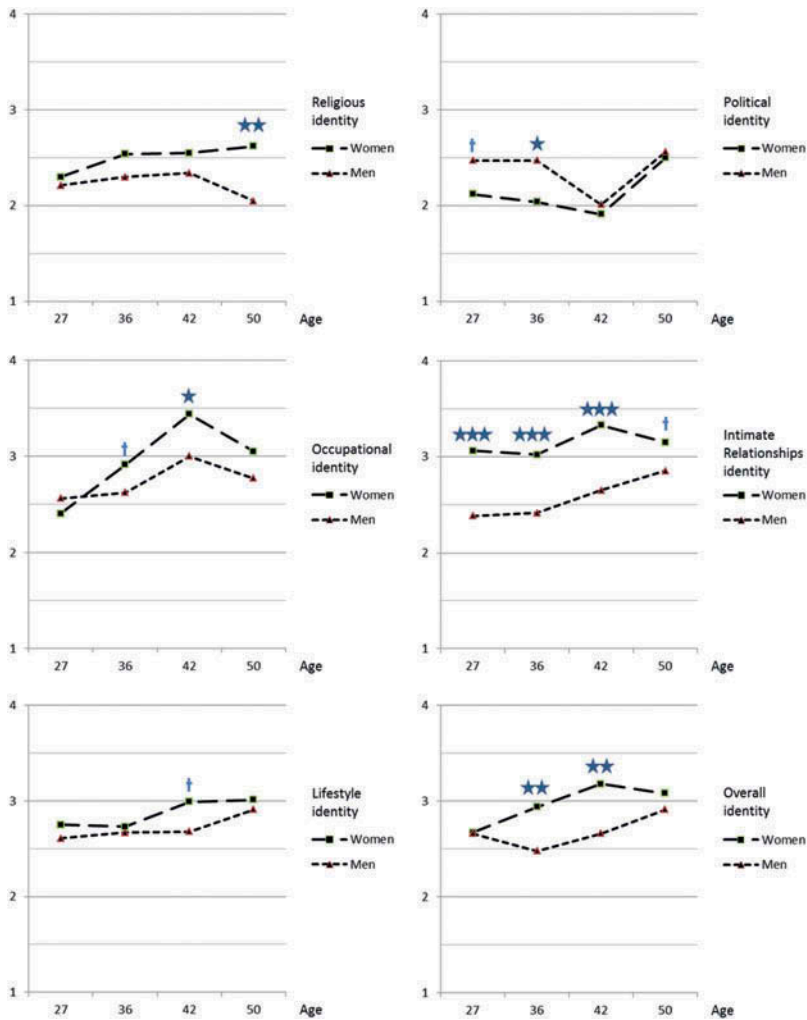 4
3
2
1
27 36 42 50 Age
Religious
identity
Women
Men
★★
4
3
2
1
27 36 42 50 Age
Political
identity
Women
Men
† ★
4
3
2
1
27 36 42 50 Age
Occupational
identity
Women
Men
† ★
4
3
2
1
27 36 42 50 Age
Intimate
Relationships
identity
Women
Men
★★★ ★★★ ★★★ †
4
3
2
1
27 36 42 50 Age
Lifestyle
identity
Women
Men
†
4
3
2
1
27 36 42 50 Age
Overall
identity
Women
Men
★★ ★★